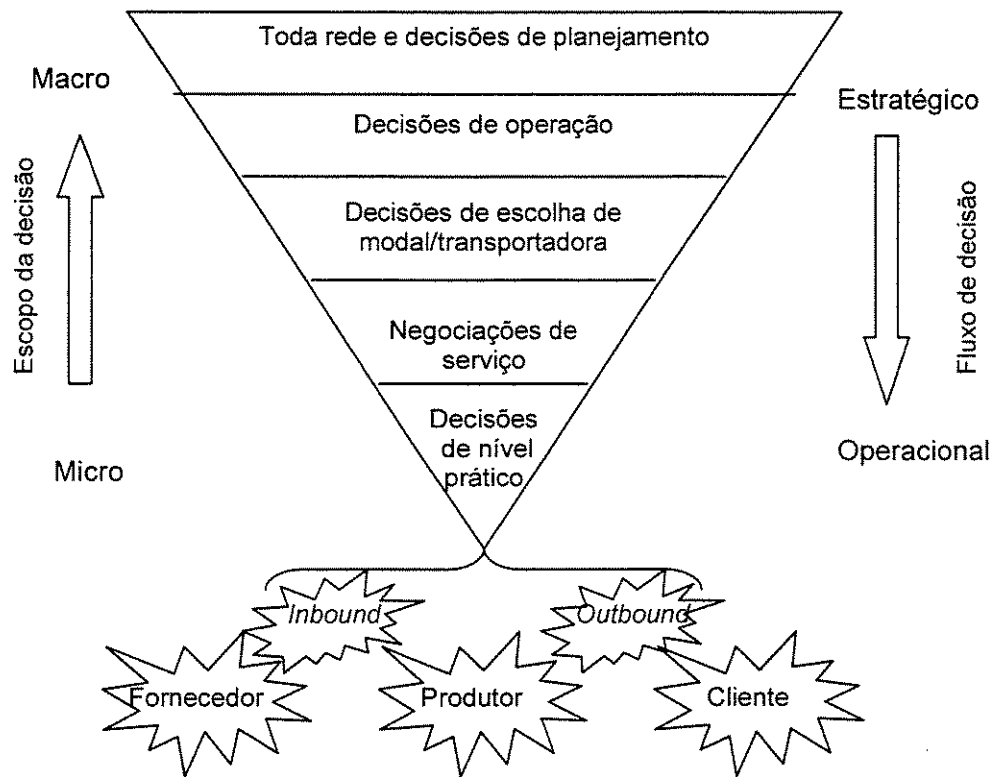 Toda rede e decisões de planejamento
Macro
Estratégico
Decisões de operação
Escopo da decisão
Decisões de escolha de
modal/transportadora
Fluxo de decisão
Negociações de
serviço
Decisões
de nível
prático
Micro
Operacional
Inbound
Outbound
Fornecedor
Produtor
Cliente